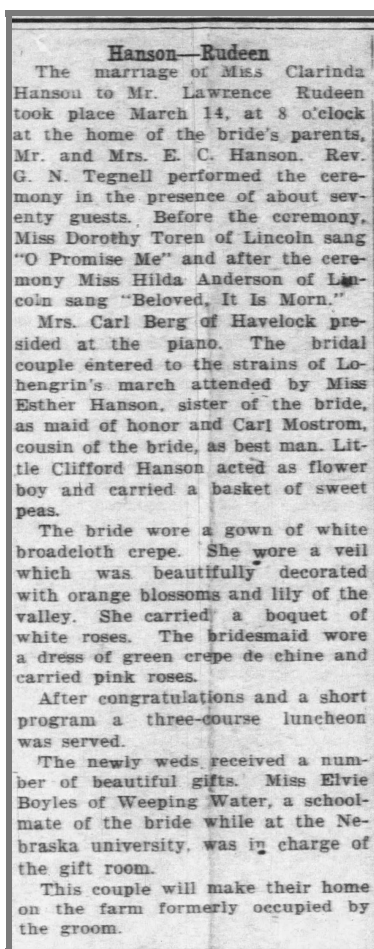 Hanson—Rudeen
The marriage of Miss Clarinda
Hanson to Mr. Lawrence Rudeen
took place March 14, at 8 o'clock
at the home of the bride's parents,
Mr. and Mrs. E. C. Hanson. Rev.
G. N. Tegnell performed the cere-
mony in the presence of about sev-
enty guests. Before the ceremony,
Miss Dorothy Toren of Lincoln sang
"O Promise Me" and after the cere-
mony Miss Hilda Anderson of Lin-
coln sang "Beloved, It Is Morn."
Mrs. Carl Berg of Havelock pre-
sided at the piano. The bridal
couple entered to the strains of Lo-
hengrin's march attended by Miss
Esther Hanson, sister of the bride,
as maid of honor and Carl Mostrom,
cousin of the bride, as best man. Lit-
tle Clifford Hanson acted as flower
boy and carried a basket of sweet
peas.
The bride wore a gown of white
broadcloth crepe. She wore a veil
which was beautifully decorated
with orange blossoms and lily of the
valley. She carried a boquet of
white roses. The bridesmaid wore
a dress of green crepe de chine and
carried pink roses.
After congratulations and a short
program a three-course luncheon
was served.
The newly weds received a num-
ber of beautiful gifts. Miss Elvie
Boyles of Weeping Water, a school-
mate of the bride while at the Ne-
braska university, was in charge of
the gift room.
This couple will make their home
on the farm formerly occupied by
the groom.